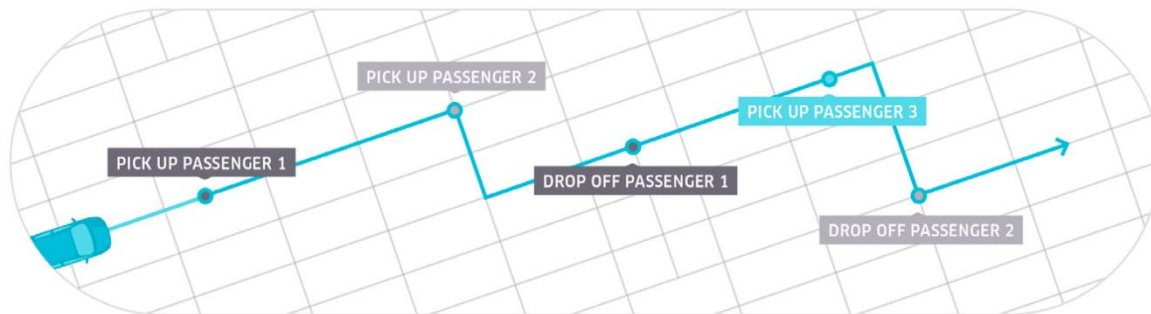 PICK UP PASSENGER 1
PICK UP PASSENGER 2
DROP OFF PASSENGER 1
PICK UP PASSENGER 3
DROP OFF PASSENGER 2